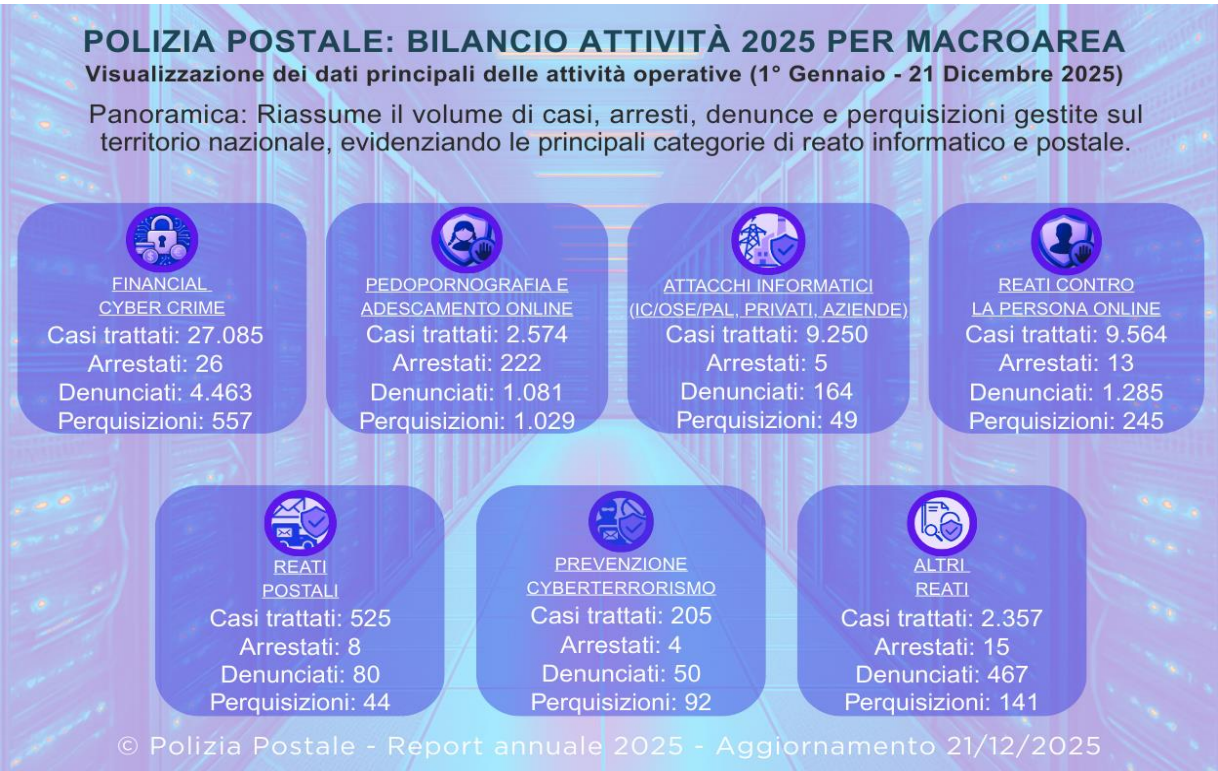 POLIZIA POSTALE: BILANCIO ATTIVITÀ 2025 PER MACROAREA
Visualizzazione dei dati principali delle attività operative (1° Gennaio - 21 Dicembre 2025)
Panoramica: Riassume il volume di casi, arresti, denunce e perquisizioni gestite sul
territorio nazionale, evidenziando le principali categorie di reato informatico e postale.
FINANCIAL
CYBER CRIME
Casi trattati: 27.085
Arrestati: 26
Denunciati: 4.463
Perquisizioni: 557
PEDOPORNOGRAFIA E
ADESCAMENTO ONLINE
Casi trattati: 2.574
Arrestati: 222
Denunciati: 1.081
Perquisizioni: 1.029
ATTACCHI INFORMATICI
(IC/OSE/PAL, PRIVATI, AZIENDE)
Casi trattati: 9.250
Arrestati: 5
Denunciati: 164
Perquisizioni: 49
REATI CONTRO
LA PERSONA ONLINE
Casi trattati: 9.564
Arrestati: 13
Denunciati: 1.285
Perquisizioni: 245
REATI
POSTALI
Casi trattati: 525
Arrestati: 8
Denunciati: 80
Perquisizioni: 44
PREVENZIONE
CYBERTERRORISMO
Casi trattati: 205
Arrestati: 4
Denunciati: 50
Perquisizioni: 92
ALTRI
REATI
Casi trattati: 2.357
Arrestati: 15
Denunciati: 467
Perquisizioni: 141
© Polizia Postale - Report annuale 2025 - Aggiornamento 21/12/2025